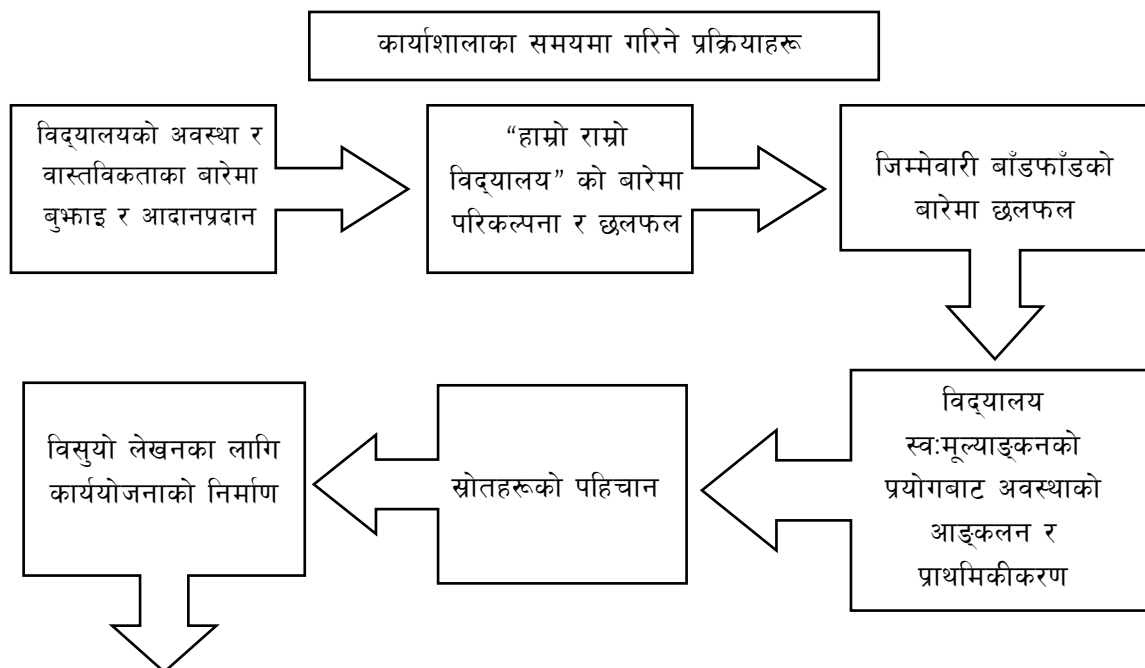 कार्याशालाका समयमा गरिने प्रक्रियाहरू
विद्‌यालयको अवस्था र
वास्तविकताका बारेमा
बुझाइ र आदानप्रदान
“हाम्रो राम्रो
विद्‌यालय” को बारेमा
परिकल्पना र छलफल
जिम्मेवारी बाँडफाँडको
बारेमा छलफल
विद्‌यालय
स्व:मूल्याङ्‌कनको
प्रयोगबाट अवस्थाको
आङ्‌कलन र
प्राथमिकीकरण
स्रोतहरूको पहिचान
विसुयो लेखनका लागि
कार्ययोजनाको निर्माण